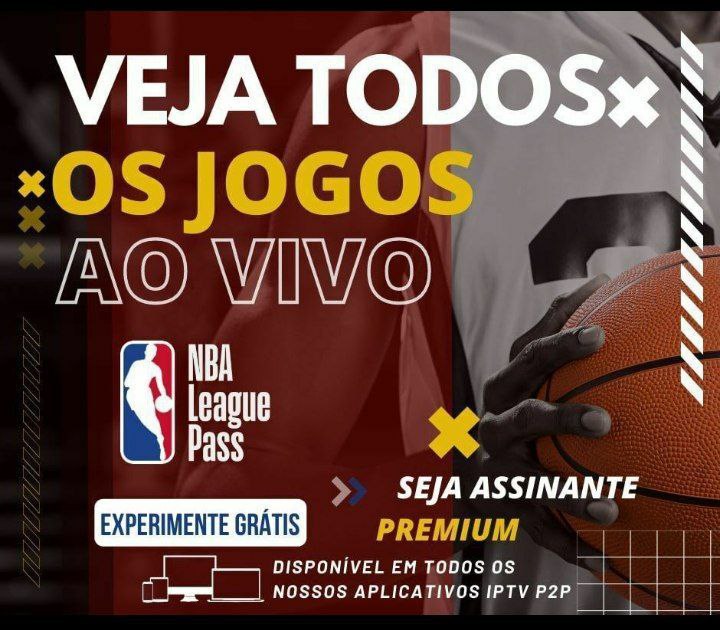 VEJA TODOS
OS JOGOS
AO VIVO
NBA
League
Pass
SEJA ASSINANTE
EXPERIMENTE GRÁTIS
PREMIUM
DISPONÍVEL EM TODOS OS
NOSSOS APLICATIVOS IPTV P2P